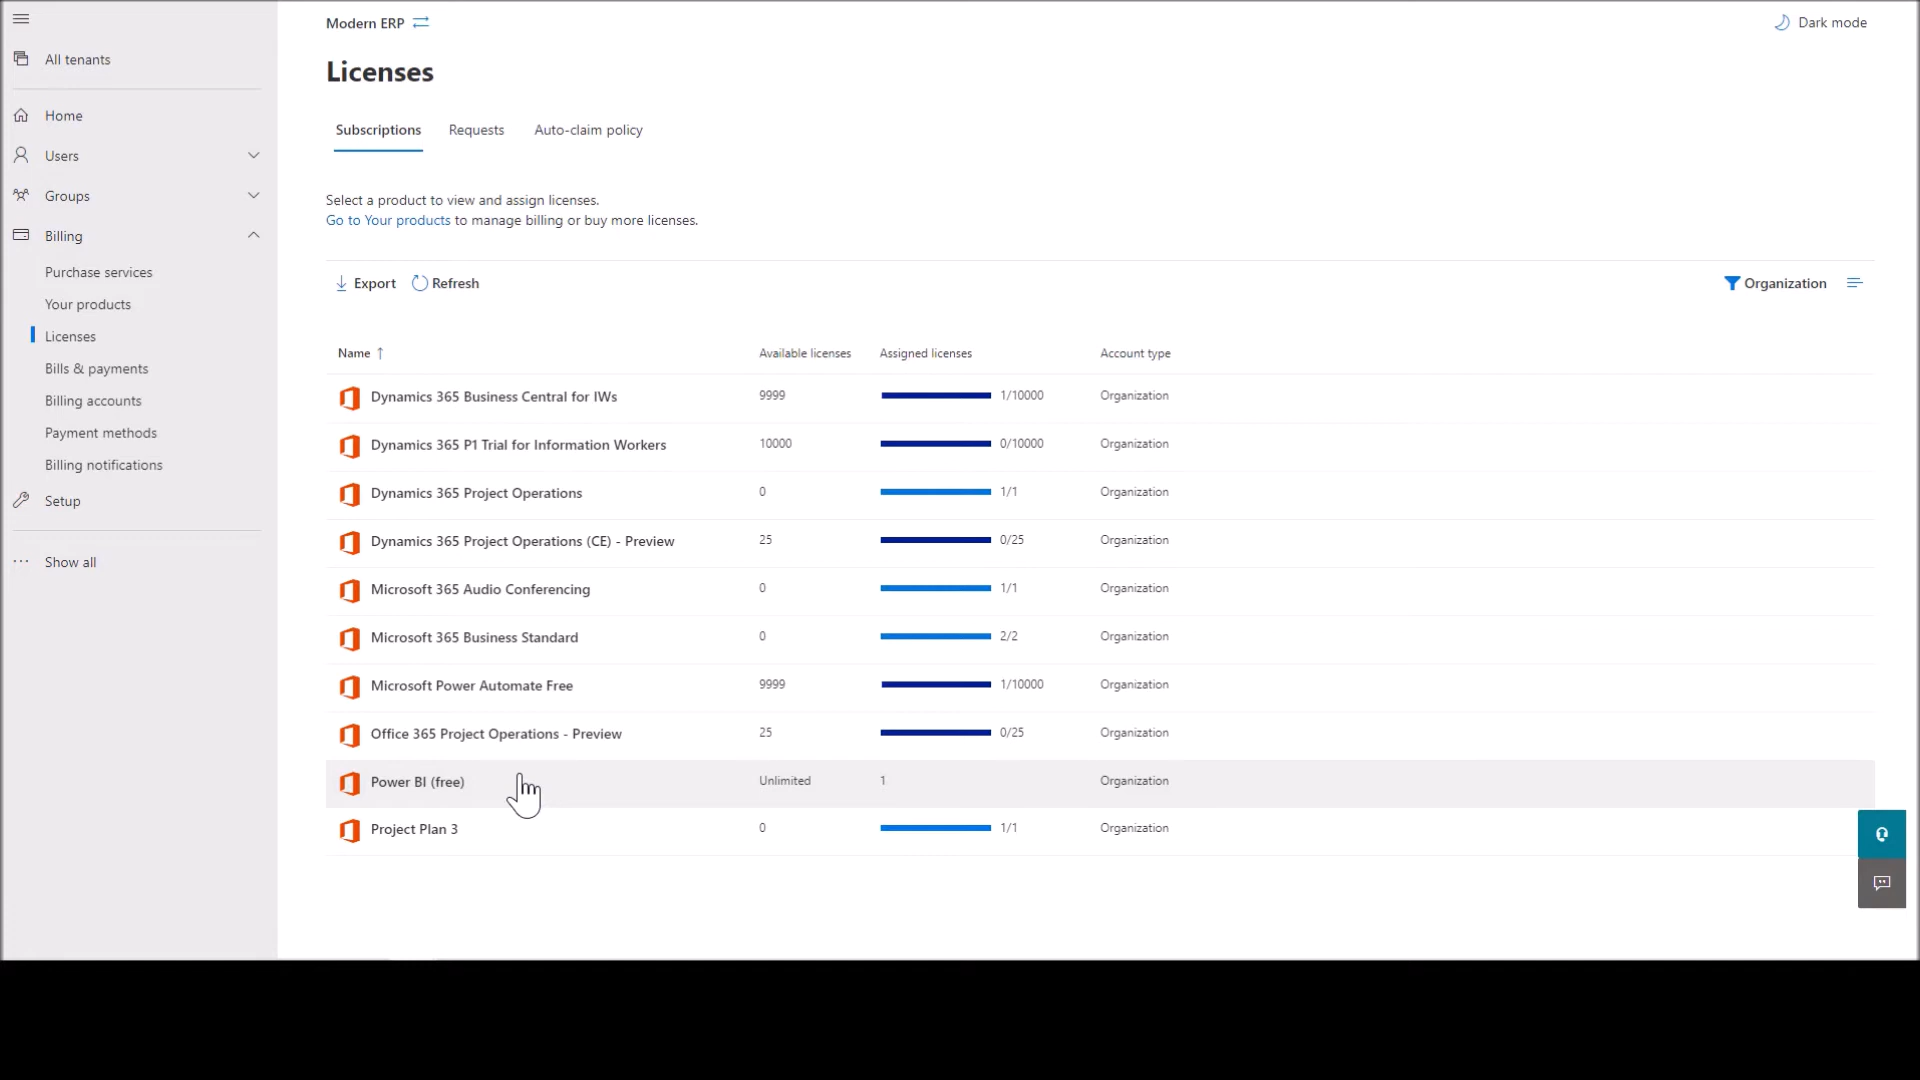 Modern ERP
Dark mode
All tenants
Licenses
Home
Subscriptions Requests Auto-claim policy
Users
Groups
Select a product to view and assign licenses.
Go to Your products to manage billing or buy more licenses.
Billing
Purchase services
Your products
Licenses
Bills & payments
Billing accounts
Payment methods
Billing notifications
Setup
Show all
Export Refresh Organization
Name ↑ Available licenses Assigned licenses Account type
Dynamics 365 Business Central for IWs 9999 1/10000 Organization
Dynamics 365 P1 Trial for Information Workers 10000 0/10000 Organization
Dynamics 365 Project Operations 0 1/1 Organization
Dynamics 365 Project Operations (CE) - Preview 25 0/25 Organization
Microsoft 365 Audio Conferencing 0 1/1 Organization
Microsoft 365 Business Standard 0 2/2 Organization
Microsoft Power Automate Free 9999 1/10000 Organization
Office 365 Project Operations - Preview 25 0/25 Organization
Power BI (free) Unlimited 1 Organization
Project Plan 3 0 1/1 Organization